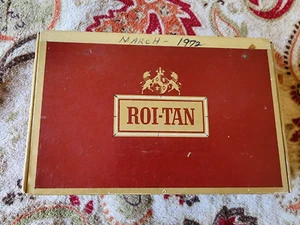 MARCH - 1972
ROI-TAN